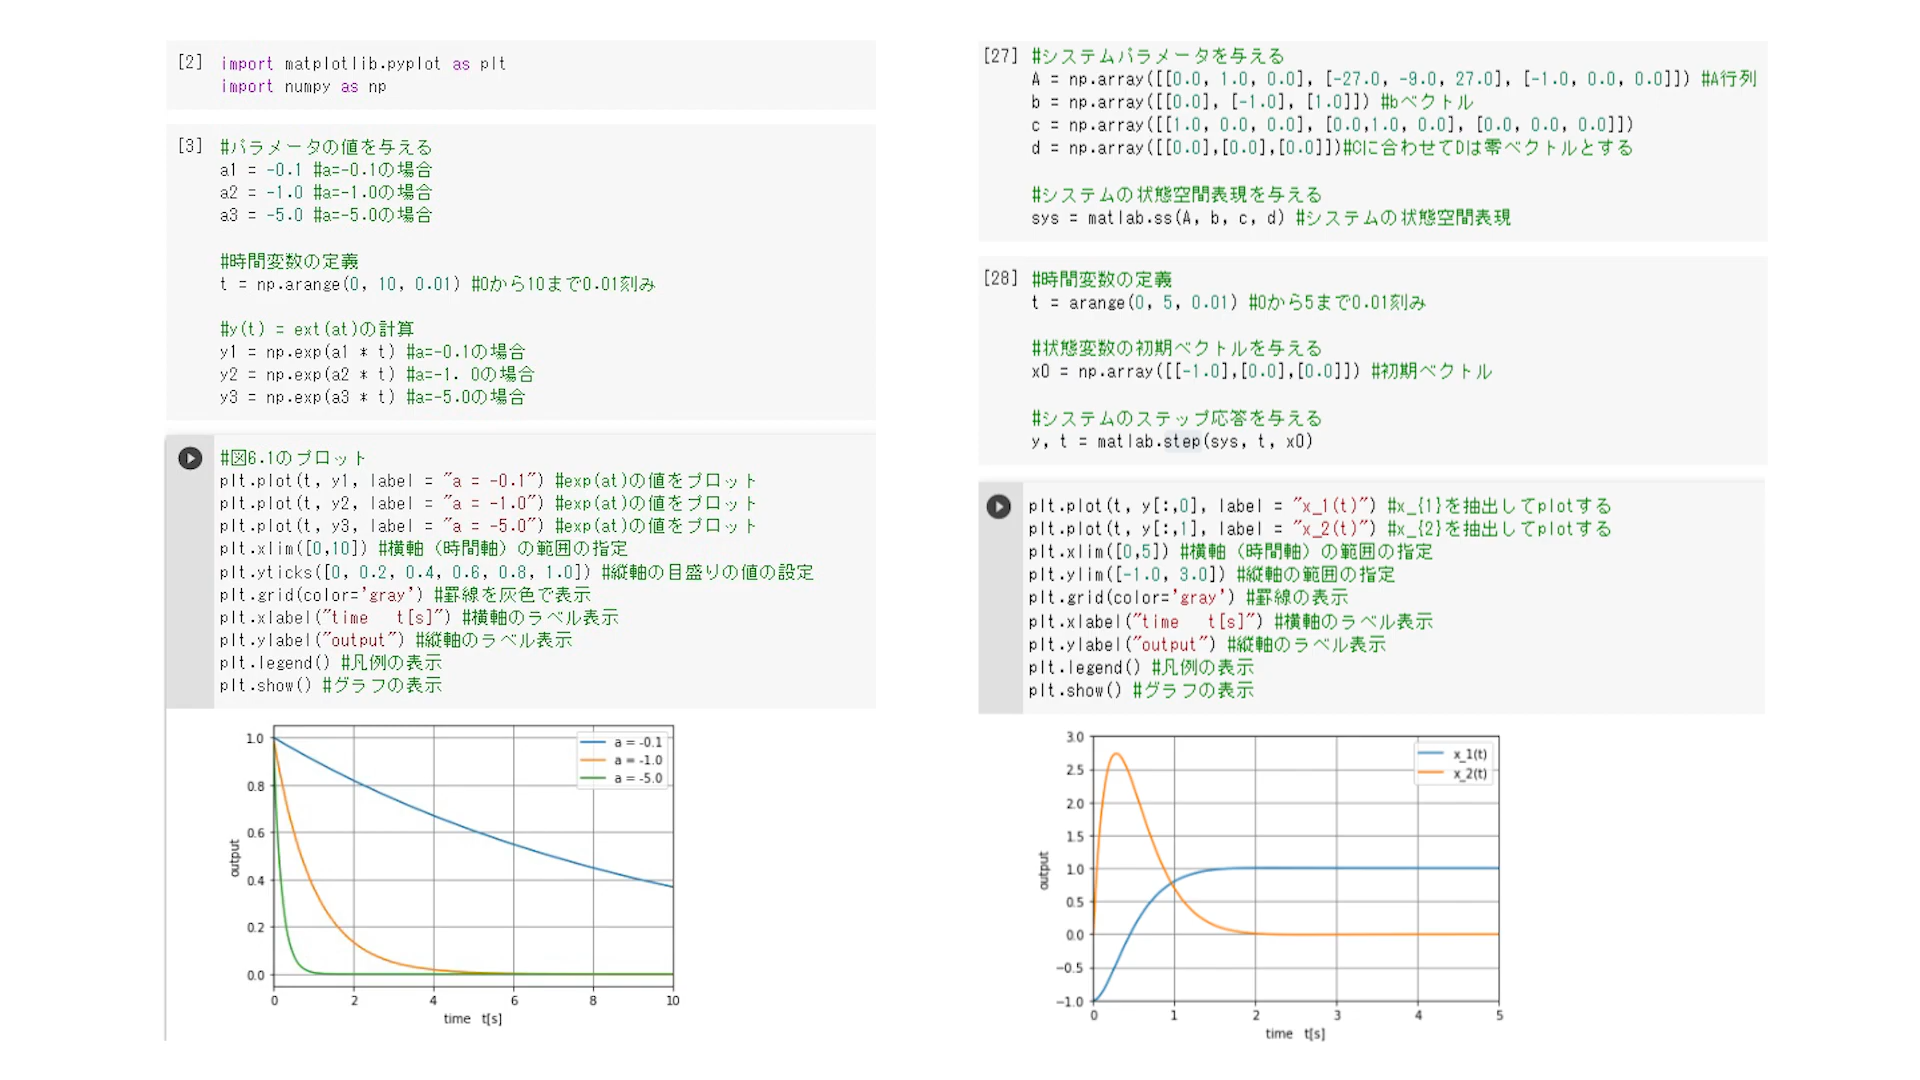 [2] import matplotlib.pyplot as plt
import numpy as np
[3] #パラメータの値を与える
a1 = -0.1 #a=-0.1の場合
a2 = -1.0 #a=-1.0の場合
a3 = -5.0 #a=-5.0の場合
#時間変数の定義
t = np.arange(0, 10, 0.01) #0から10まで0.01刻み
#y(t) = ext(at)の計算
y1 = np.exp(a1 * t) #a=-0.1の場合
y2 = np.exp(a2 * t) #a=-1. 0の場合
y3 = np.exp(a3 * t) #a=-5.0の場合
#図6.1のプロット
plt.plot(t, y1, label = "a = -0.1") #exp(at)の値をプロット
plt.plot(t, y2, label = "a = -1.0") #exp(at)の値をプロット
plt.plot(t, y3, label = "a = -5.0") #exp(at)の値をプロット
plt.xlim([0,10]) #横軸（時間軸）の範囲の指定
plt.yticks([0, 0.2, 0.4, 0.6, 0.8, 1.0]) #縦軸の目盛りの値の設定
plt.grid(color='gray') #罫線を灰色で表示
plt.xlabel("time   t[s]") #横軸のラベル表示
plt.ylabel("output") #縦軸のラベル表示
plt.legend() #凡例の表示
plt.show() #グラフの表示
1.0
0.8
0.6
0.4
0.2
0.0
output
a = -0.1
a = -1.0
a = -5.0
0 2 4 6 8 10
time t[s]
[27] #システムパラメータを与える
A = np.array([[0.0, 1.0, 0.0], [-27.0, -9.0, 27.0], [-1.0, 0.0, 0.0]]) #A行列
b = np.array([[0.0], [-1.0], [1.0]]) #bベクトル
c = np.array([[1.0, 0.0, 0.0], [0.0,1.0, 0.0], [0.0, 0.0, 0.0]])
d = np.array([[0.0],[0.0],[0.0]])#Cに合わせてDは零ベクトルとする
#システムの状態空間表現を与える
sys = matlab.ss(A, b, c, d) #システムの状態空間表現
[28] #時間変数の定義
t = arange(0, 5, 0.01) #0から5まで0.01刻み
#状態変数の初期ベクトルを与える
x0 = np.array([[-1.0],[0.0],[0.0]]) #初期ベクトル
#システムのステップ応答を与える
y, t = matlab.step(sys, t, x0)
plt.plot(t, y[:,0], label = "x_1(t)") #x_{1}を抽出してplotする
plt.plot(t, y[:,1], label = "x_2(t)") #x_{2}を抽出してplotする
plt.xlim([0,5]) #横軸（時間軸）の範囲の指定
plt.ylim([-1.0, 3.0]) #縦軸の範囲の指定
plt.grid(color='gray') #罫線の表示
plt.xlabel("time   t[s]") #横軸のラベル表示
plt.ylabel("output") #縦軸のラベル表示
plt.legend() #凡例の表示
plt.show() #グラフの表示
3.0
2.5
2.0
1.5
1.0
0.5
0.0
−0.5
−1.0
output
x_1(t)
x_2(t)
0 1 2 3 4 5
time t[s]